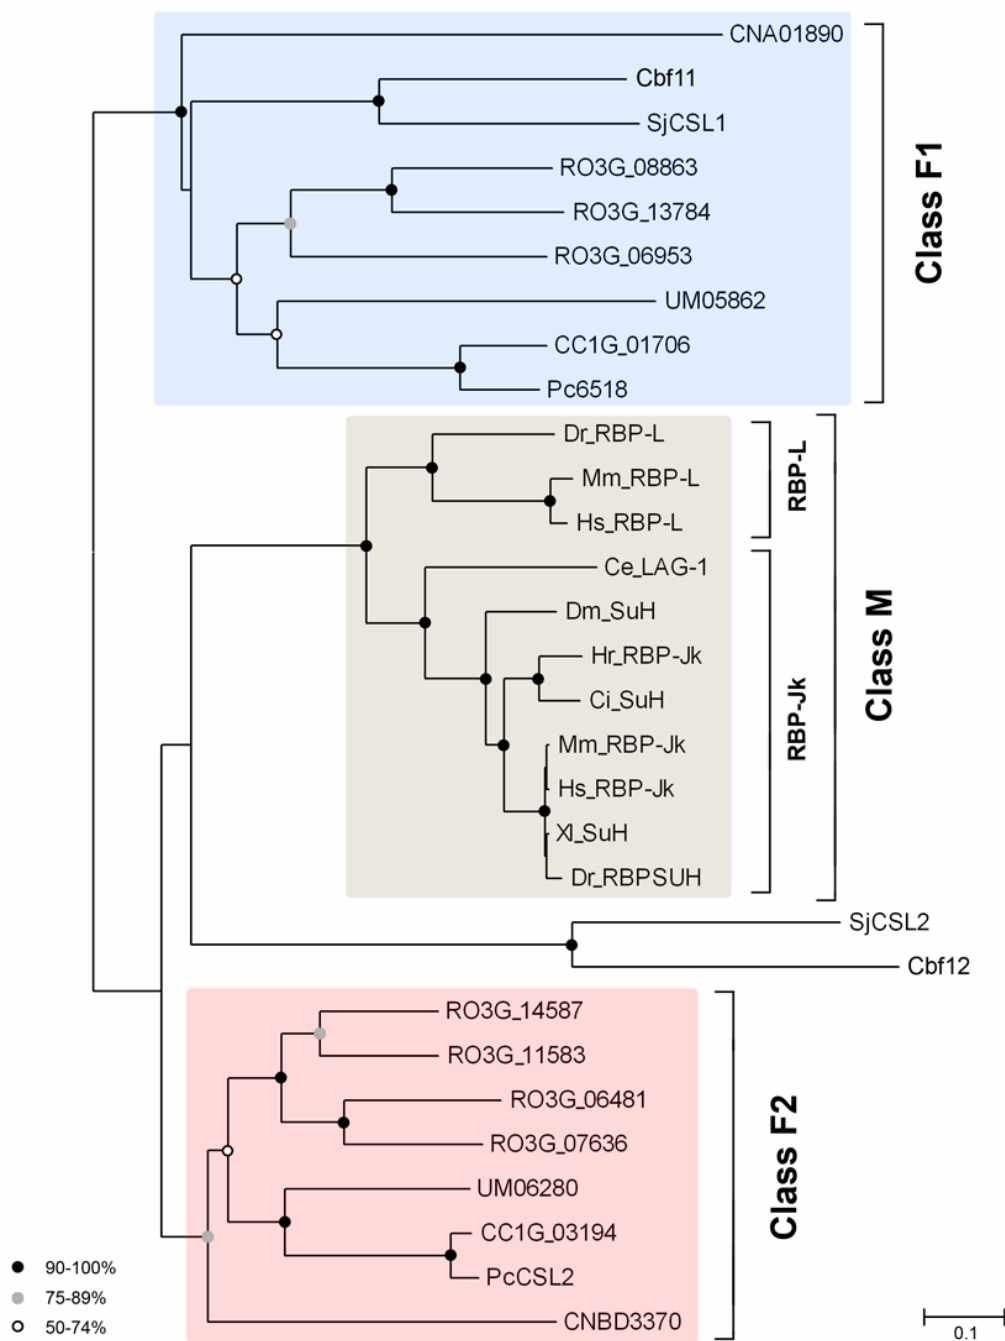 CNA01890
Cbf11
SjCSL1
RO3G_08863
RO3G_13784
RO3G_06953
UM05862
CC1G_01706
Pc6518
Class F1
Dr_RBP-L
Mm_RBP-L
Hs_RBP-L
RBP-L
Ce_LAG-1
Dm_SuH
Hr_RBP-Jk
Ci_SuH
Mm_RBP-Jk
Hs_RBP-Jk
Xl_SuH
Dr_RBPSUH
RBP-Jk
Class M
SjCSL2
Cbf12
RO3G_14587
RO3G_11583
RO3G_06481
RO3G_07636
UM06280
CC1G_03194
PcCSL2
CNBD3370
Class F2
90-100%
75-89%
50-74%
0.1